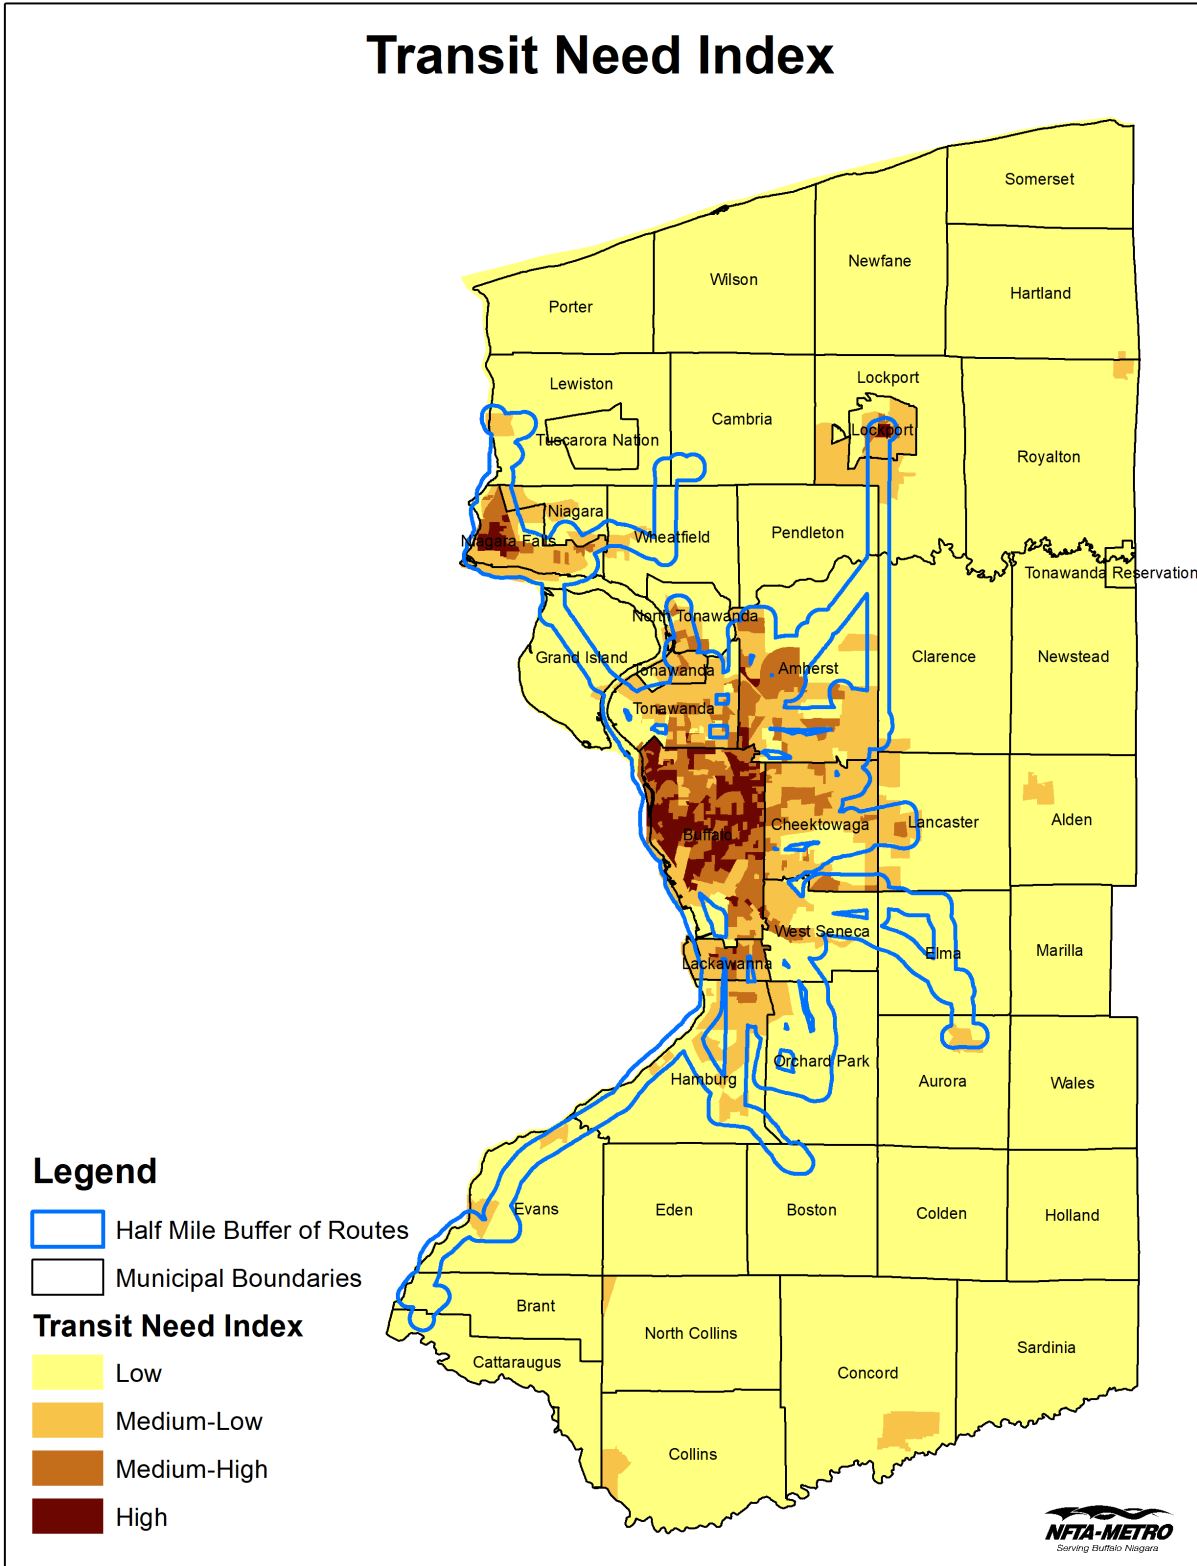 Transit Need Index
Somerset
Newfane
Wilson
Hartland
Porter
Lockport
Lewiston
Cambria
Lockport
Tuscarora Nation
Royalton
Niagara
Pendleton
Niagara Falls
Wheatfield
Tonawanda Reservation
North Tonawanda
Grand Island
Clarence
Newstead
Amherst
Tonawanda
Tonawanda
Alden
Lancaster
Cheektowaga
Buffalo
West Seneca
Marilla
Elma
Lackawanna
Orchard Park
Hamburg
Aurora
Wales
Evans
Eden
Boston
Colden
Holland
Brant
North Collins
Sardinia
Cattaraugus
Concord
Collins
Legend
Half Mile Buffer of Routes
Municipal Boundaries
Transit Need Index
Low
Medium-Low
Medium-High
High
NFTA-METRO
Serving Buffalo Niagara